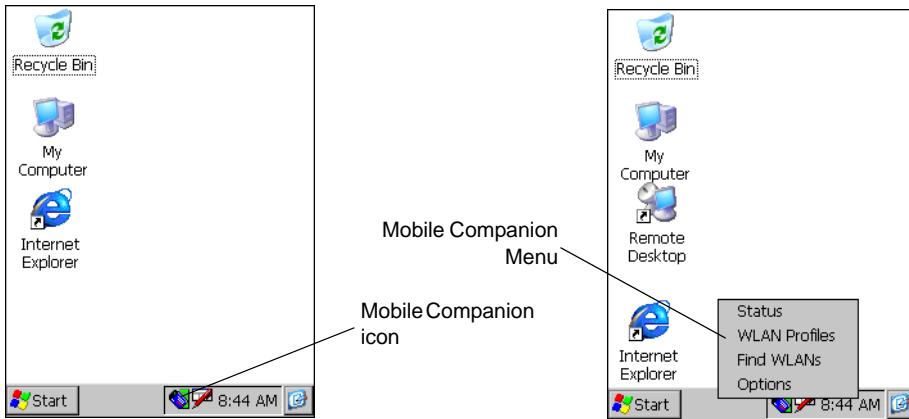 Recycle Bin
My
Computer
Internet
Explorer
Mobile Companion
icon
Start
8:44 AM
Mobile Companion
Menu
Recycle Bin
My
Computer
Remote
Desktop
Internet
Explorer
Status
WLAN Profiles
Find WLANs
Options
Start
8:44 AM